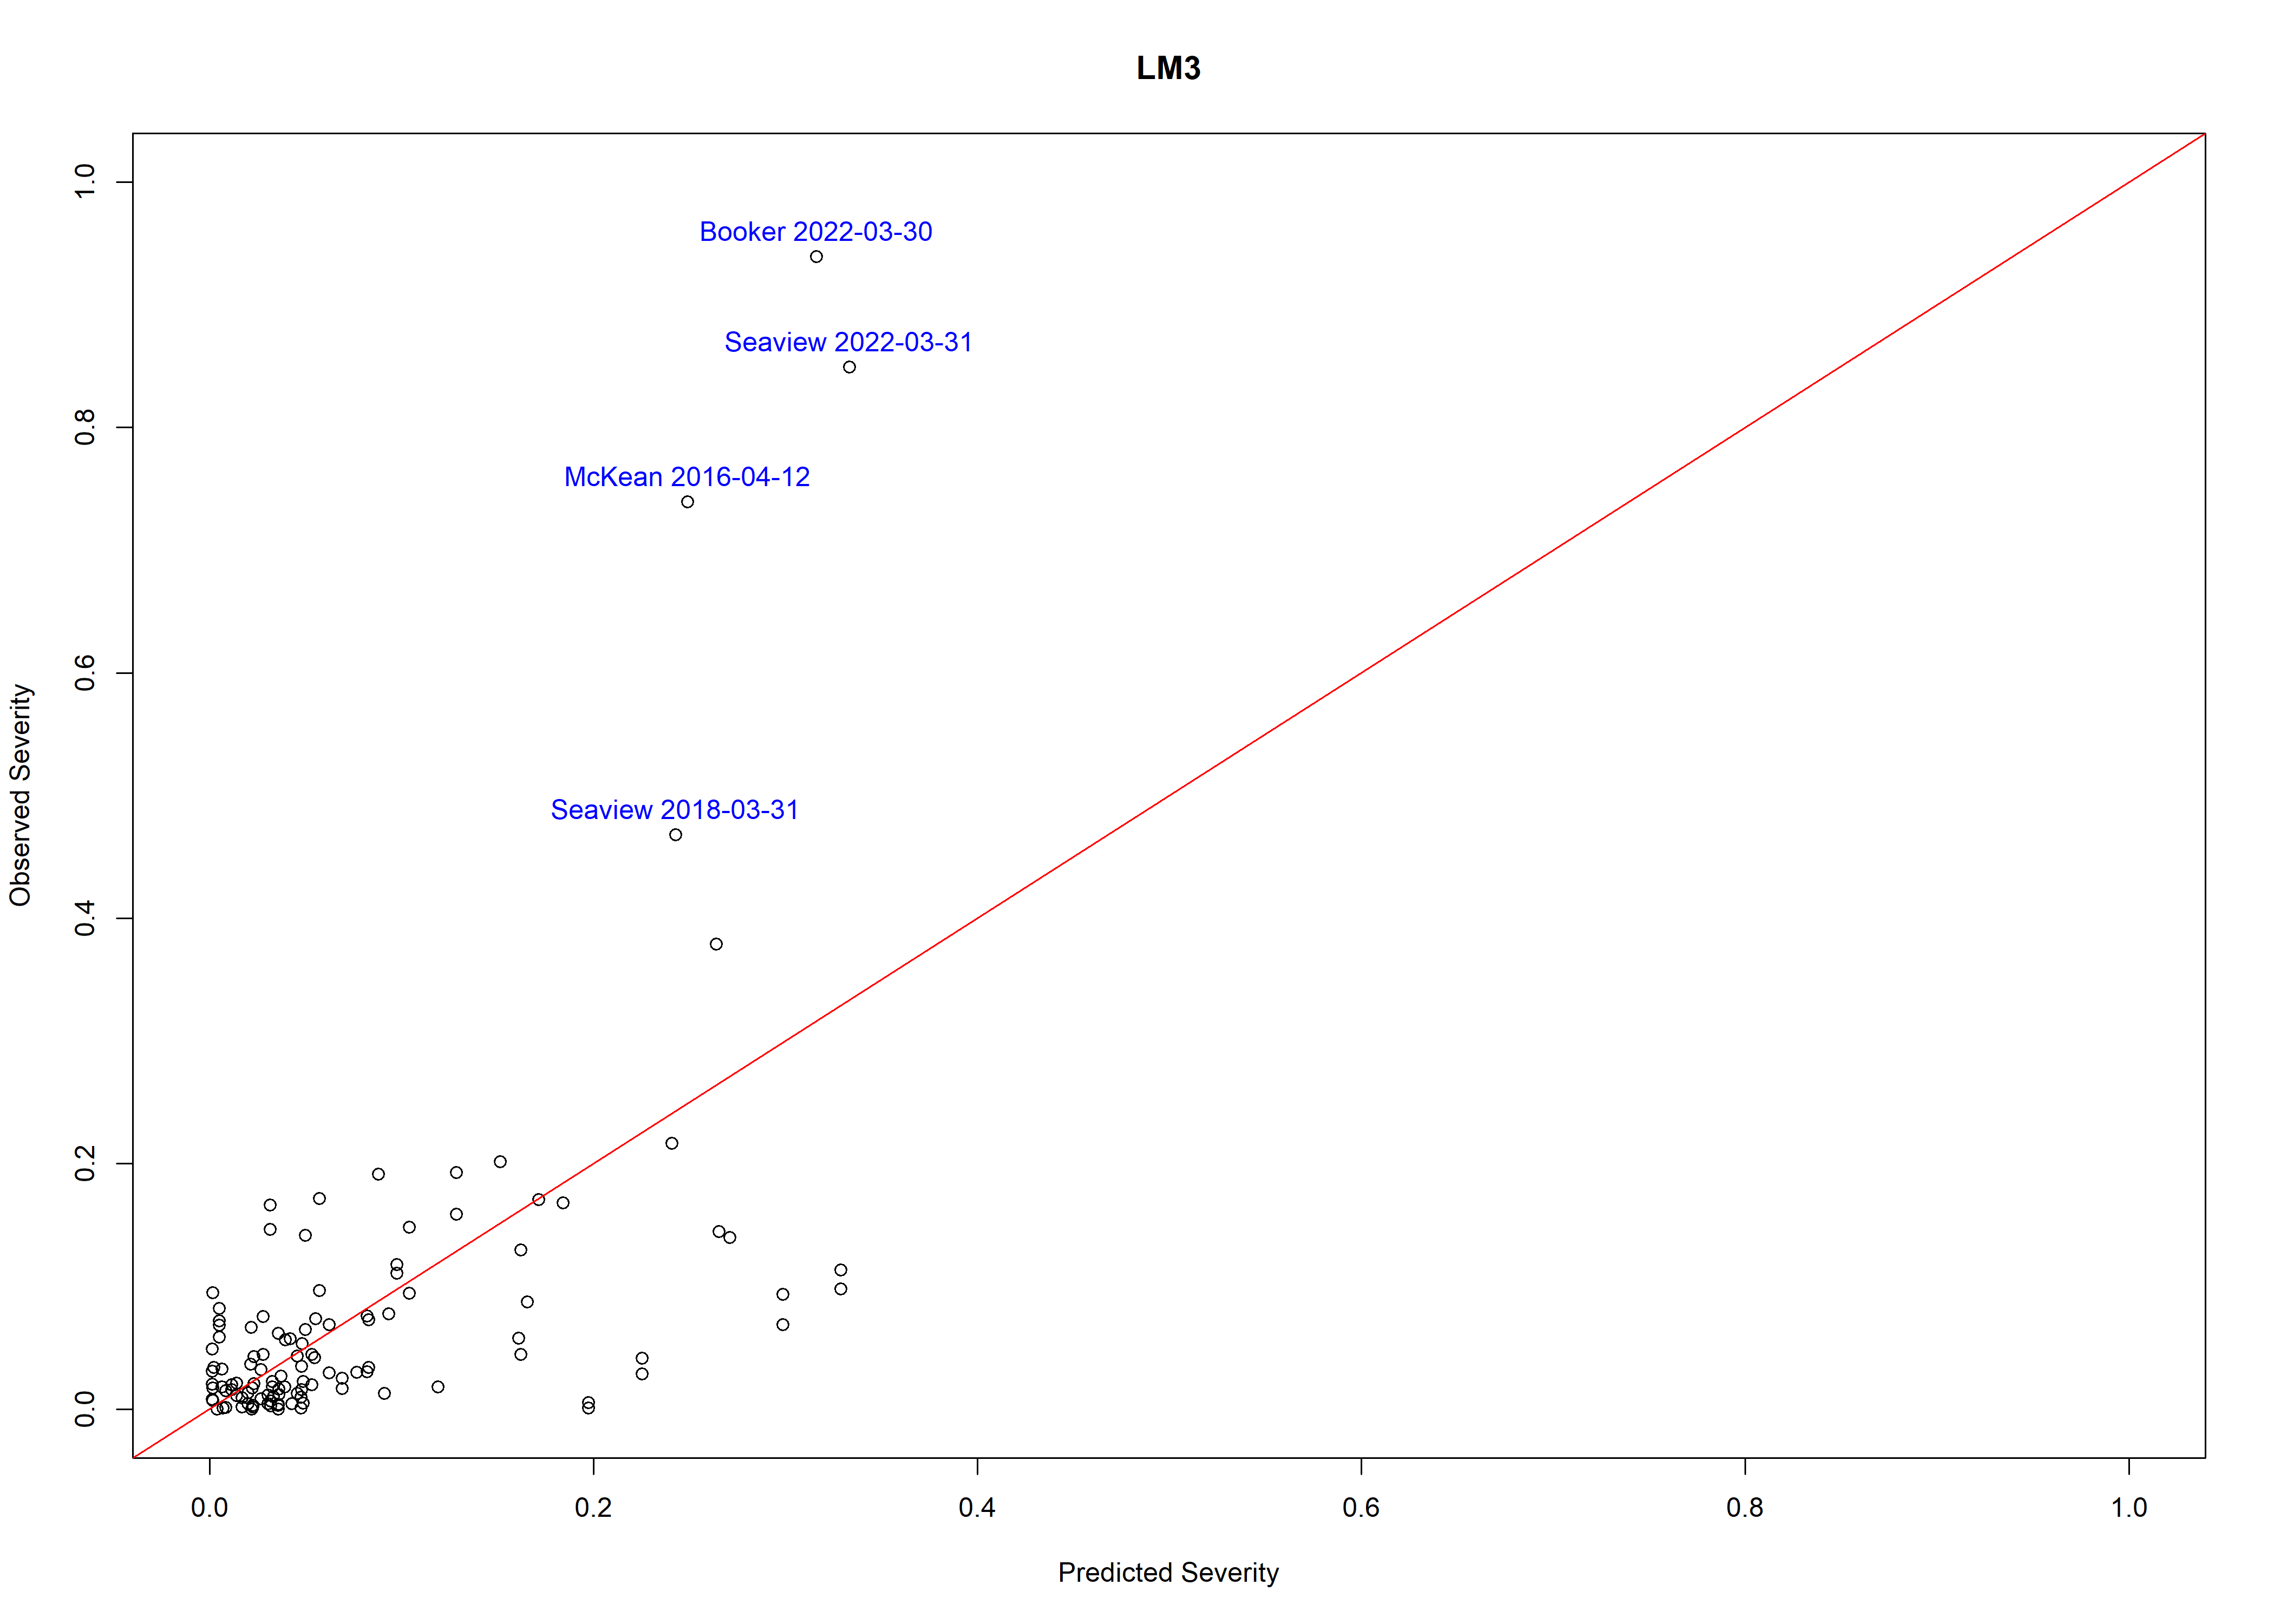 LM3
Booker 2022-03-30
Seaview 2022-03-31
McKean 2016-04-12
Seaview 2018-03-31
Observed Severity
1.0
0.8
0.6
0.4
0.2
0.0
0.0 0.2 0.4 0.6 0.8 1.0
Predicted Severity